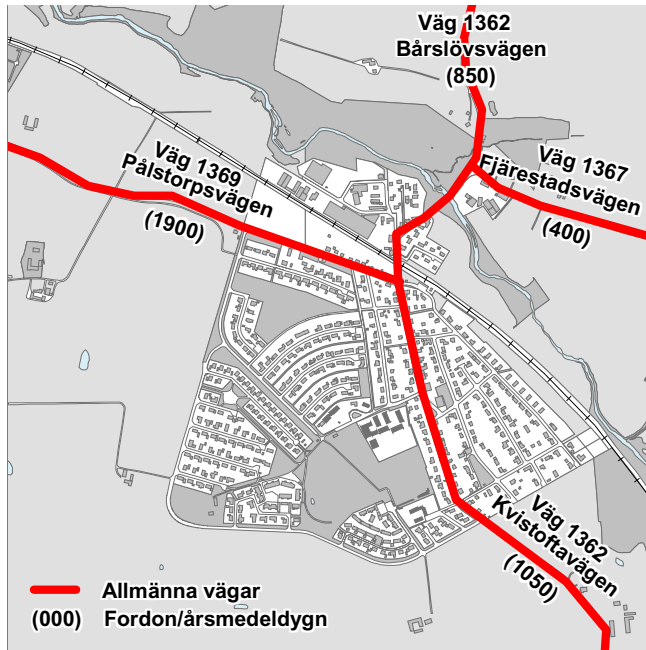 Väg 1362
Bårslövsvägen
(850)
Väg 1367
Fjärestadsvägen
(400)
Väg 1369
Pålstorpsvägen
(1900)
Väg 1362
Kvistoftavägen
(1050)
Allmänna vägar
(000) Fordon/årsmedeldygn